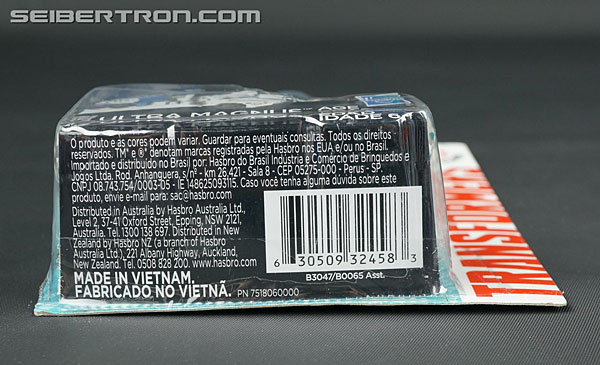 SEIBERTRON.COM
ULTRA MAGNUS™ AGE
IDADE
O produto e as cores podem variar. Guardar para eventuais consultas. Todos os direitos
reservados. TM* e ®* denotam marcas registradas pela Hasbro nos EUA e/ou no Brasil.
Importado e distribuído no Brasil por: Hasbro do Brasil Indústria e Comércio de Brinquedos e
Jogos Ltda. Rod. Anhanguera, s/nº - km 26,421 - Sala 8 - CEP 05275-000 - Perus - SP.
CNPJ 08.743.754/0003-05 - IE 148625093115. Caso você tenha alguma dúvida sobre este
produto, envie e-mail para: sac@hasbro.com
Distributed in Australia by Hasbro Australia Ltd.,
Level 2, 37-41 Oxford Street, Epping, NSW 2121,
Australia. Tel. 1300 138 697. Distributed in New
Zealand by Hasbro NZ (a branch of Hasbro
Australia Ltd.), 221 Albany Highway, Auckland,
New Zealand. Tel. 0508 828 200. www.hasbro.com
MADE IN VIETNAM.
FABRICADO NO VIETNÃ. PN 7518060000
6 30509 32458 3
B3047/B0065 Asst.
TRANSFORMERS